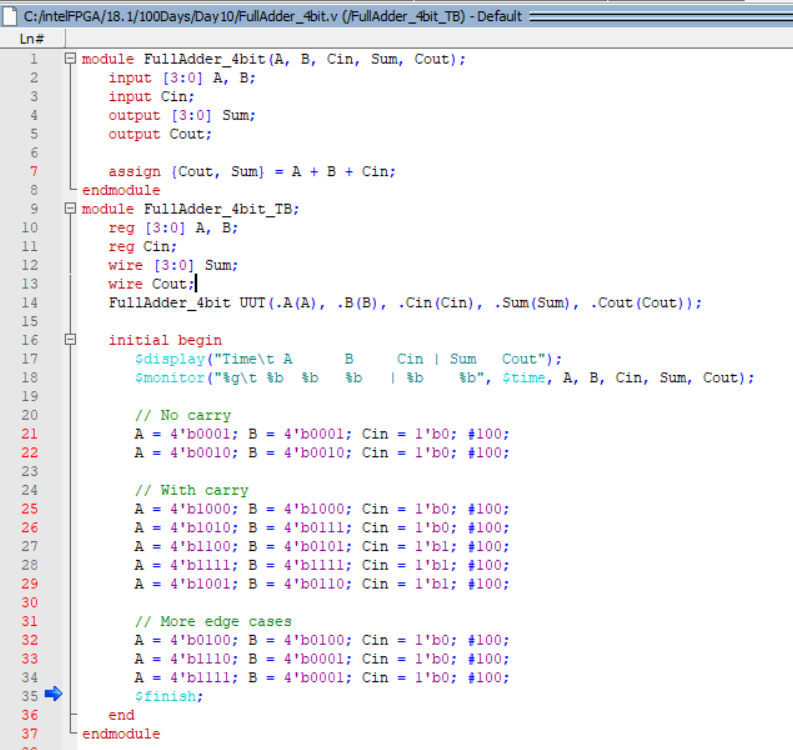 C:/intelFPGA/18.1/100Days/Day10/FullAdder_4bit.v (/FullAdder_4bit_TB) - Default
Ln#
1 module FullAdder_4bit(A, B, Cin, Sum, Cout);
2 input [3:0] A, B;
3 input Cin;
4 output [3:0] Sum;
5 output Cout;
6
7 assign {Cout, Sum} = A + B + Cin;
8 endmodule
9 module FullAdder_4bit_TB;
10 reg [3:0] A, B;
11 reg Cin;
12 wire [3:0] Sum;
13 wire Cout;
14 FullAdder_4bit UUT(.A(A), .B(B), .Cin(Cin), .Sum(Sum), .Cout(Cout));
15
16 initial begin
17 $display("Time\t A      B     Cin | Sum   Cout");
18 $monitor("%g\t %b  %b   %b   | %b    %b", $time, A, B, Cin, Sum, Cout);
19
20 // No carry
21 A = 4'b0001; B = 4'b0001; Cin = 1'b0; #100;
22 A = 4'b0010; B = 4'b0010; Cin = 1'b0; #100;
23
24 // With carry
25 A = 4'b1000; B = 4'b1000; Cin = 1'b0; #100;
26 A = 4'b1010; B = 4'b0111; Cin = 1'b0; #100;
27 A = 4'b1100; B = 4'b0101; Cin = 1'b1; #100;
28 A = 4'b1111; B = 4'b1111; Cin = 1'b1; #100;
29 A = 4'b1001; B = 4'b0110; Cin = 1'b1; #100;
30
31 // More edge cases
32 A = 4'b0100; B = 4'b0100; Cin = 1'b0; #100;
33 A = 4'b1110; B = 4'b0001; Cin = 1'b0; #100;
34 A = 4'b1111; B = 4'b0001; Cin = 1'b0; #100;
35 $finish;
36 end
37 endmodule